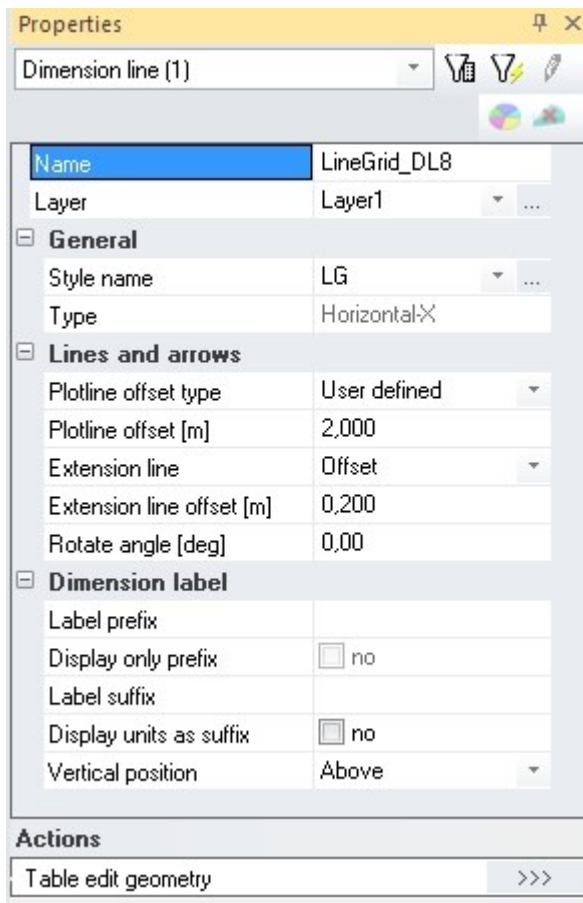 Properties
Dimension line (1)
Name LineGrid_DL8
Layer Layer1 ...
General
Style name LG ...
Type Horizontal-X
Lines and arrows
Plotline offset type User defined
Plotline offset [m] 2,000
Extension line Offset
Extension line offset [m] 0,200
Rotate angle [deg] 0,00
Dimension label
Label prefix
Display only prefix no
Label suffix
Display units as suffix no
Vertical position Above
Actions
Table edit geometry >>>